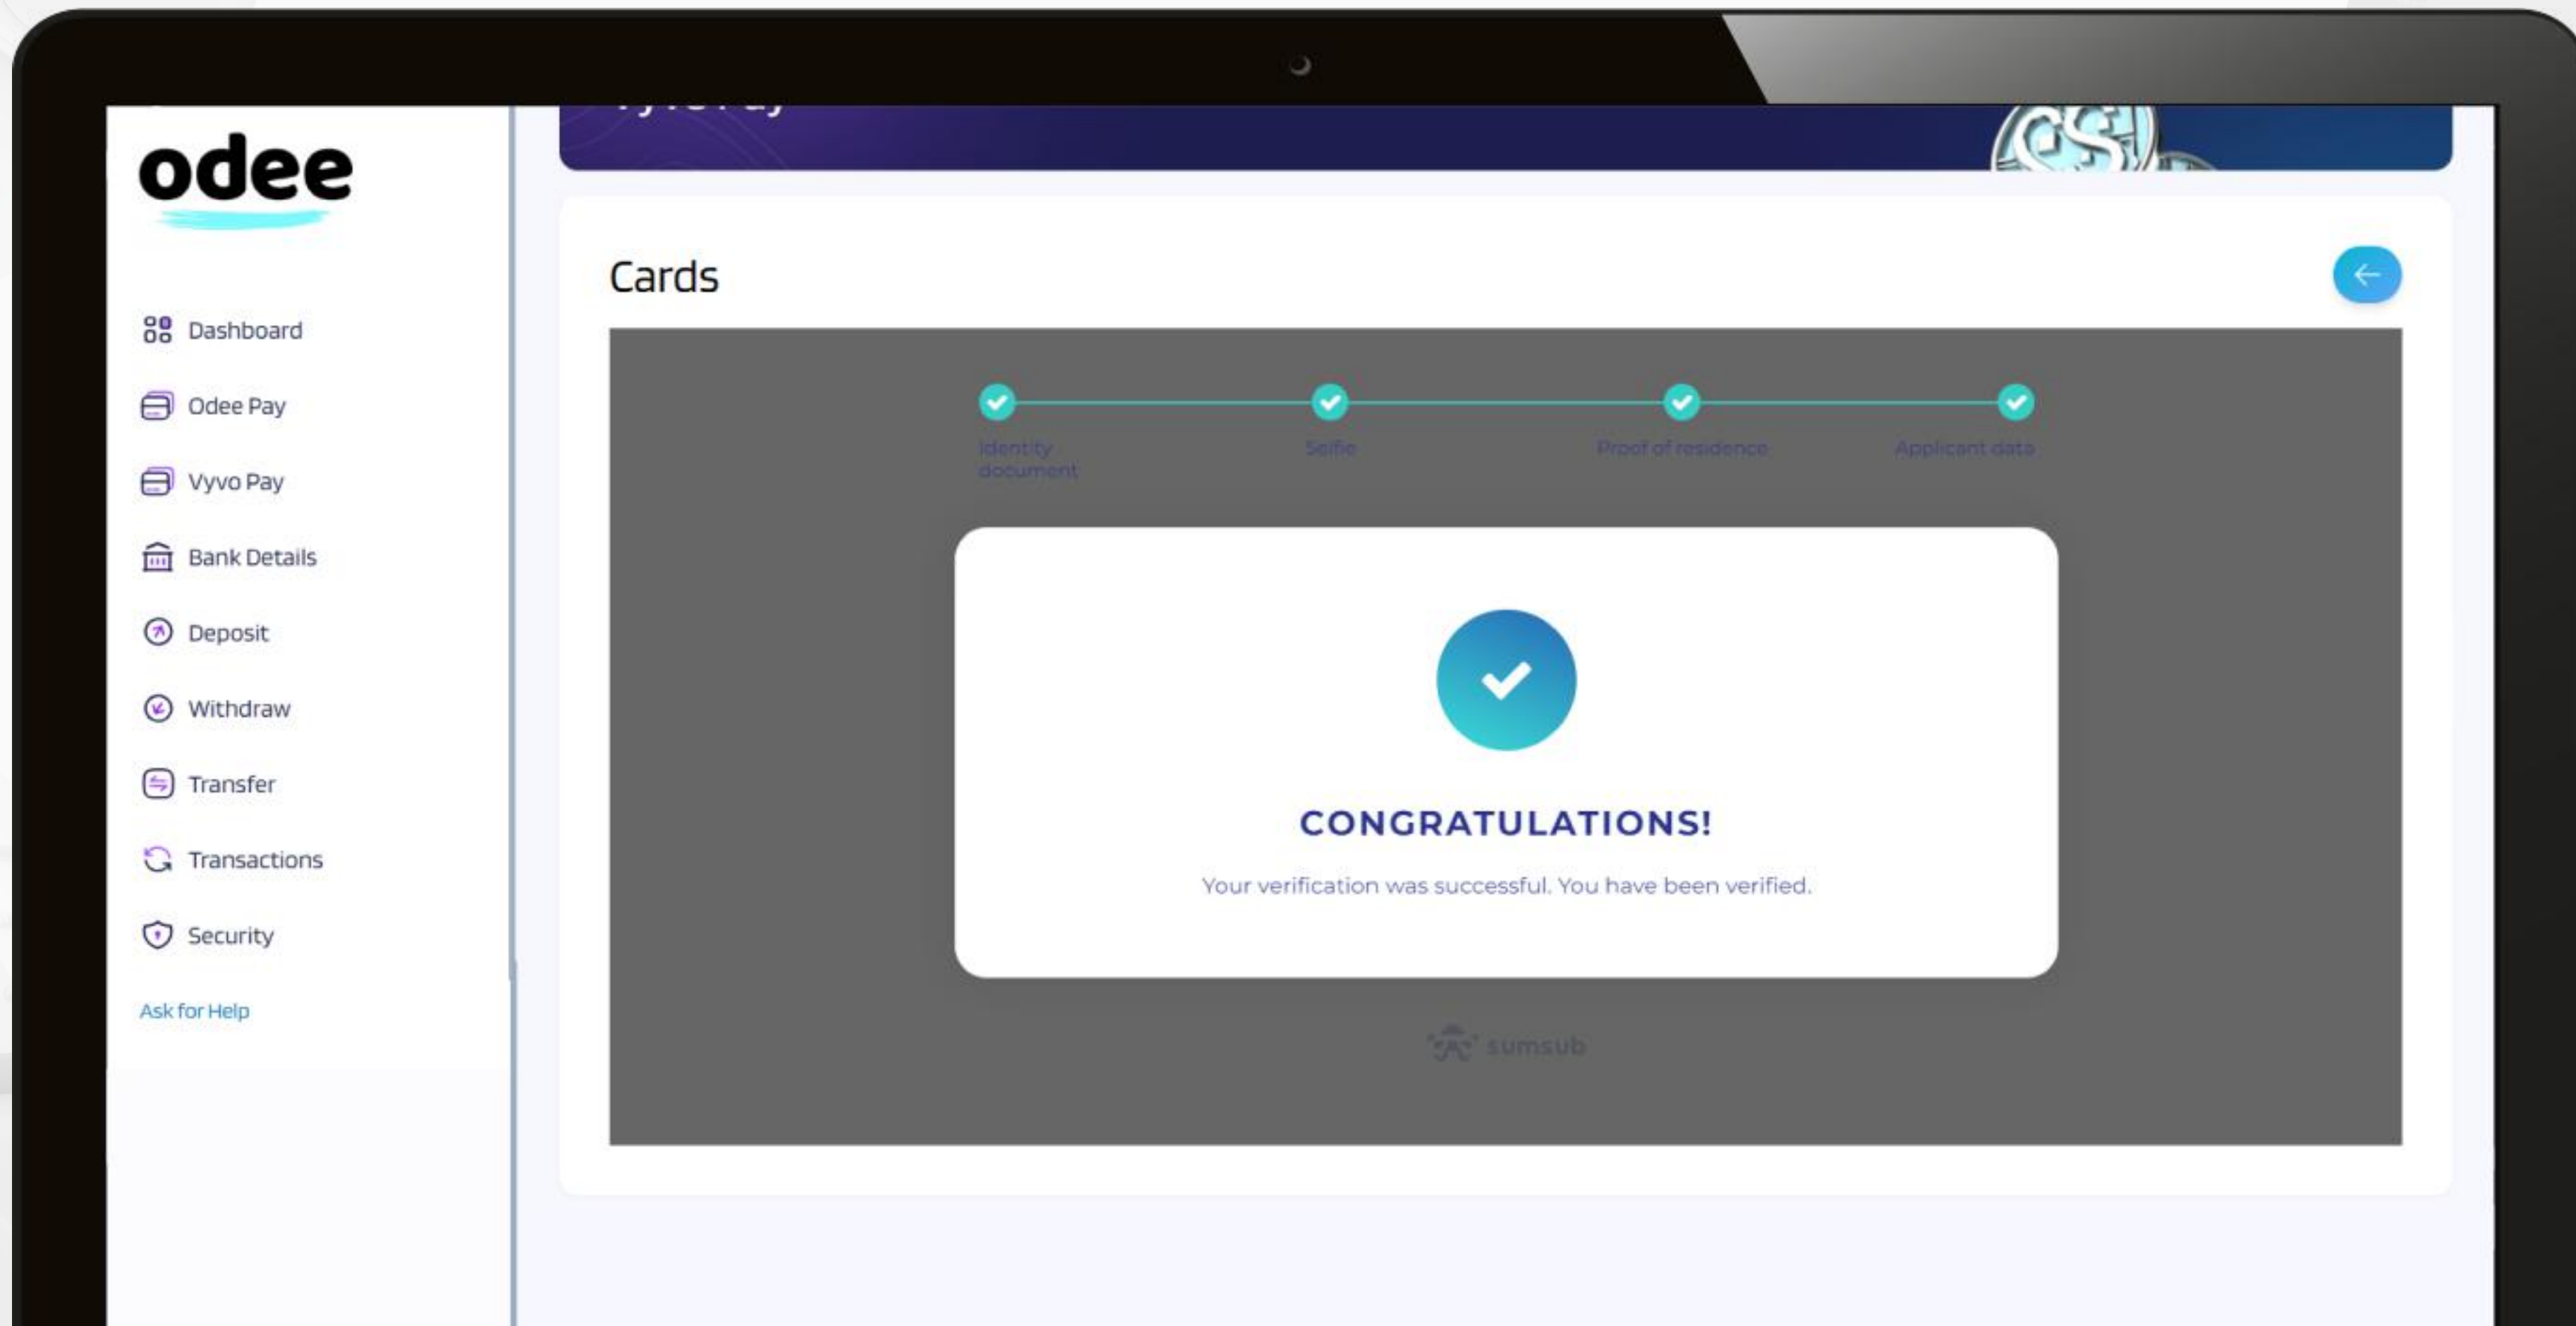 odee
Dashboard
Odee Pay
Vyvo Pay
Bank Details
Deposit
Withdraw
Transfer
Transactions
Security
Ask for Help
Cards
Identity
document
Selfie
Proof of residence
Applicant data
CONGRATULATIONS!
Your verification was successful. You have been verified.
sumsub